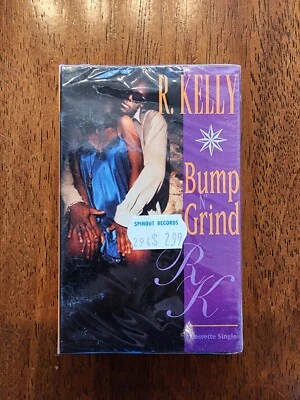 R. KELLY
Bump
N'
Grind
SPINOUT RECORDS
$ 2.99
RK
Cassette Single